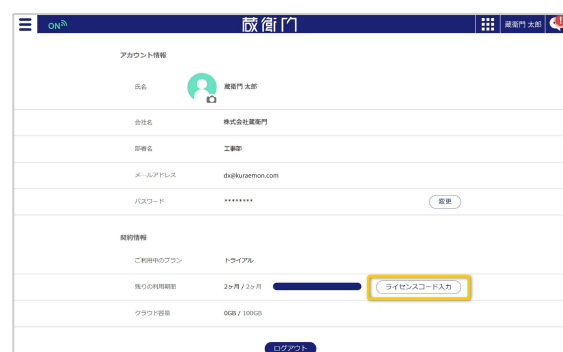 ON
蔵衛門
蔵衛門 太郎
アカウント情報
氏名 蔵衛門 太郎
会社名 株式会社蔵衛門
部署名 工事部
メールアドレス dx@kuraemon.com
パスワード ******** 変更
契約情報
ご利用中のプラン トライアル
残りの利用期間 2ヶ月 / 2ヶ月 ライセンスコード入力
クラウド容量 0GB / 100GB
ログアウト